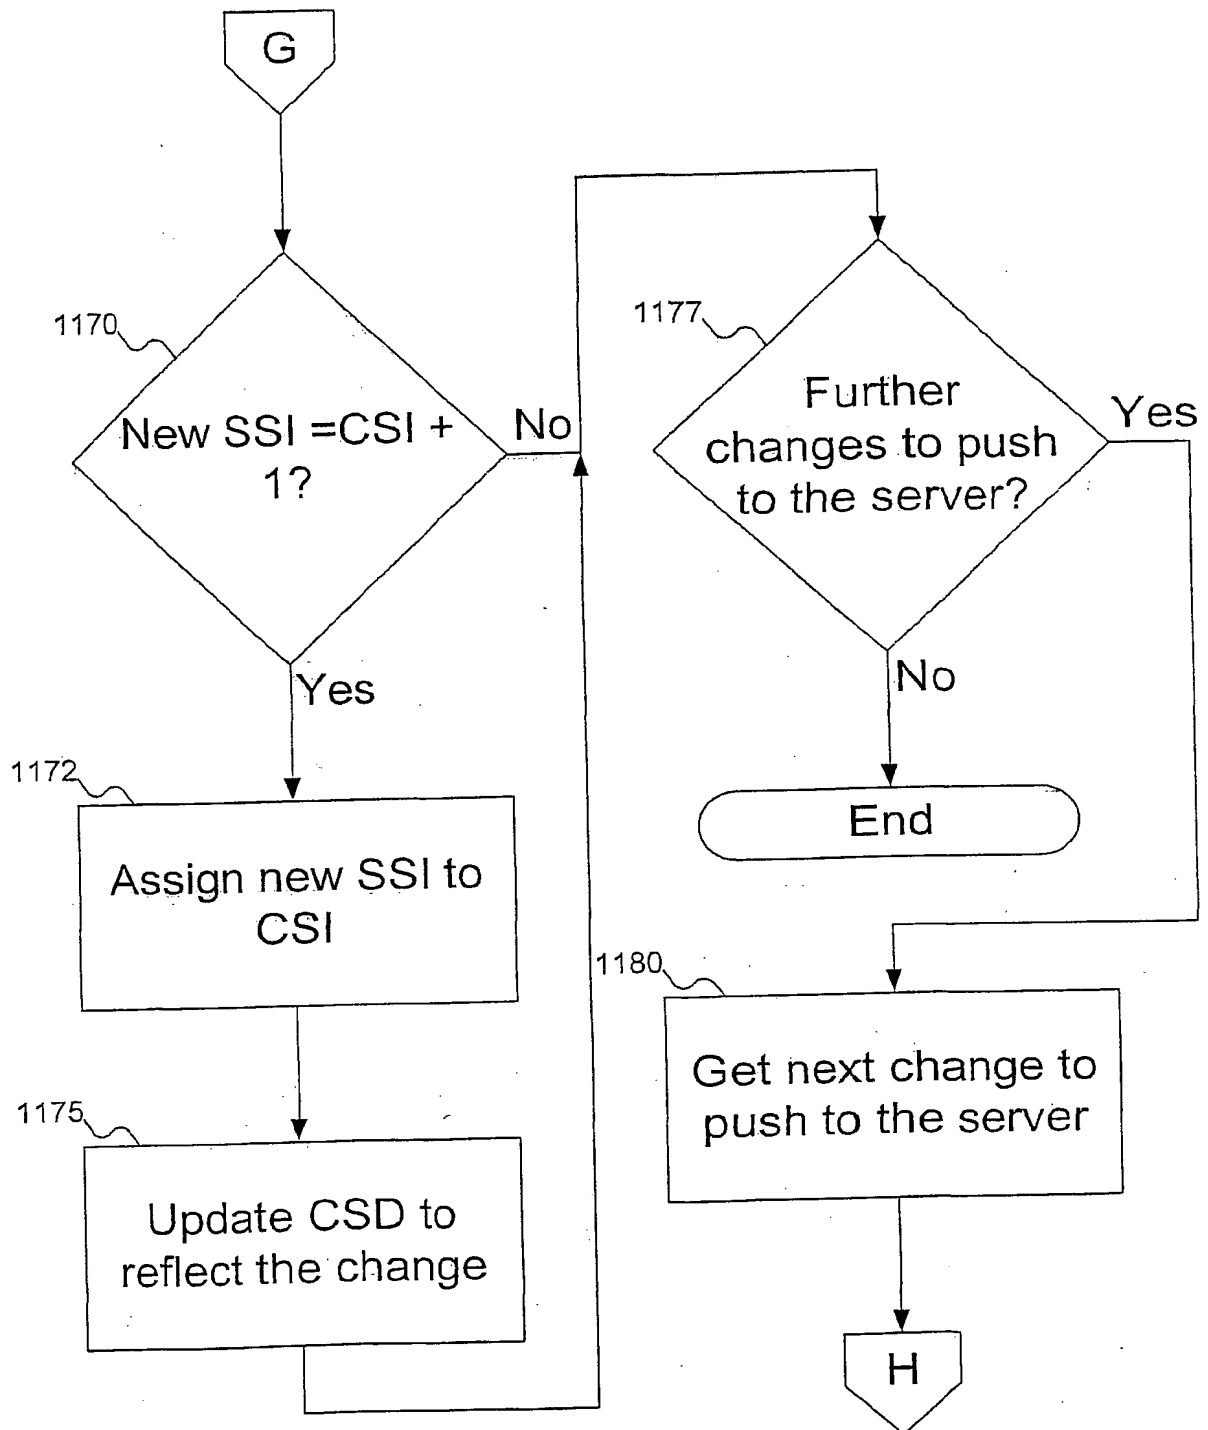 G
1170
New SSI =CSI +
1?
No
Yes
1172
Assign new SSI to
CSI
1175
Update CSD to
reflect the change
1177
Further
changes to push
to the server?
Yes
No
End
1180
Get next change to
push to the server
H